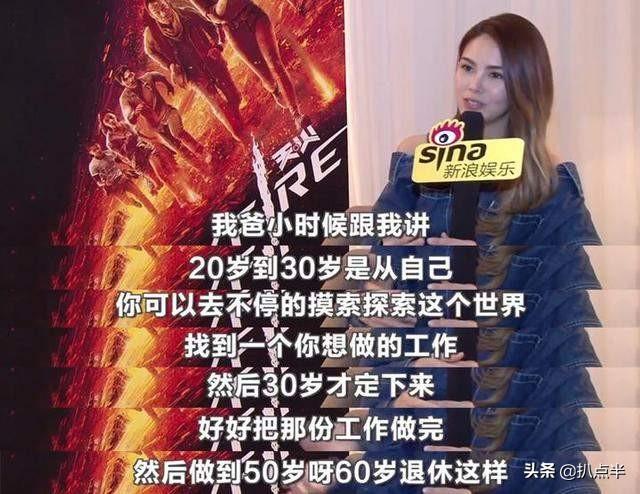 天火
RE
sina
新浪娱乐
我爸小时候跟我讲
20岁到30岁是从自己
你可以去不停的摸索探索这个世界
找到一个你想做的工作
然后30岁才定下来
好好把那份工作做完
然后做到50岁呀60岁退休这样
头条 @扒点半